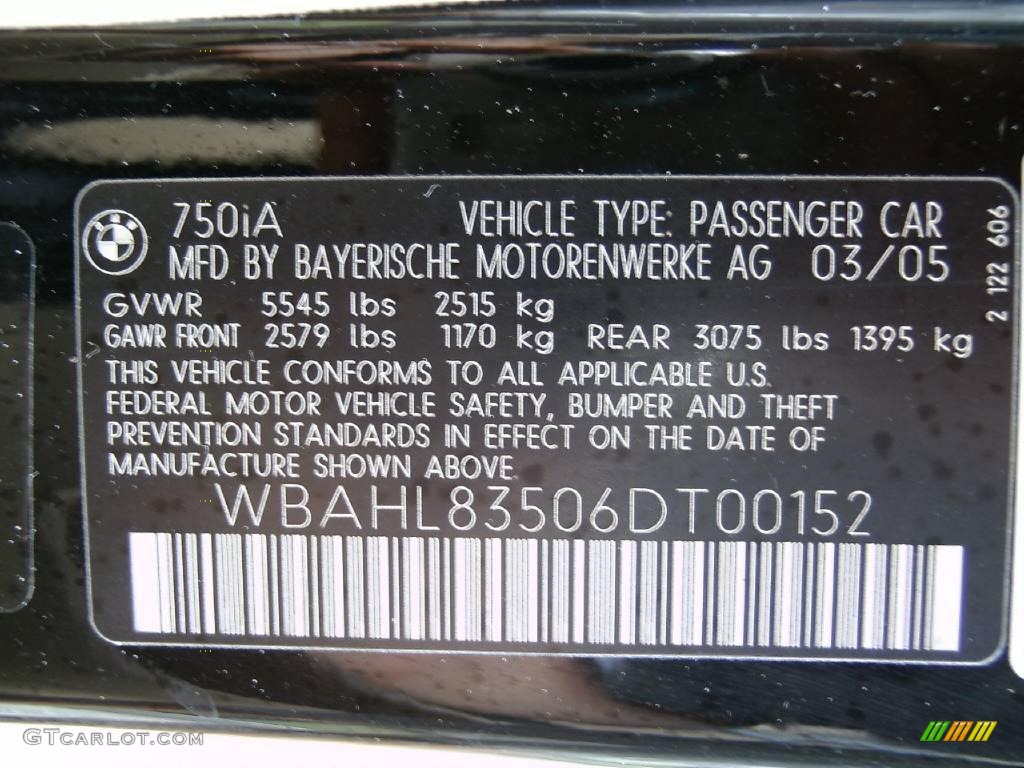 750iA VEHICLE TYPE: PASSENGER CAR
MFD BY BAYERISCHE MOTORENWERKE AG 03/05
GVWR 5545 lbs 2515 kg
GAWR FRONT 2579 lbs 1170 kg REAR 3075 lbs 1395 kg
THIS VEHICLE CONFORMS TO ALL APPLICABLE U.S.
FEDERAL MOTOR VEHICLE SAFETY, BUMPER AND THEFT
PREVENTION STANDARDS IN EFFECT ON THE DATE OF
MANUFACTURE SHOWN ABOVE.
WBAHL83506DT00152
2 122 606
GTCARLOT.COM